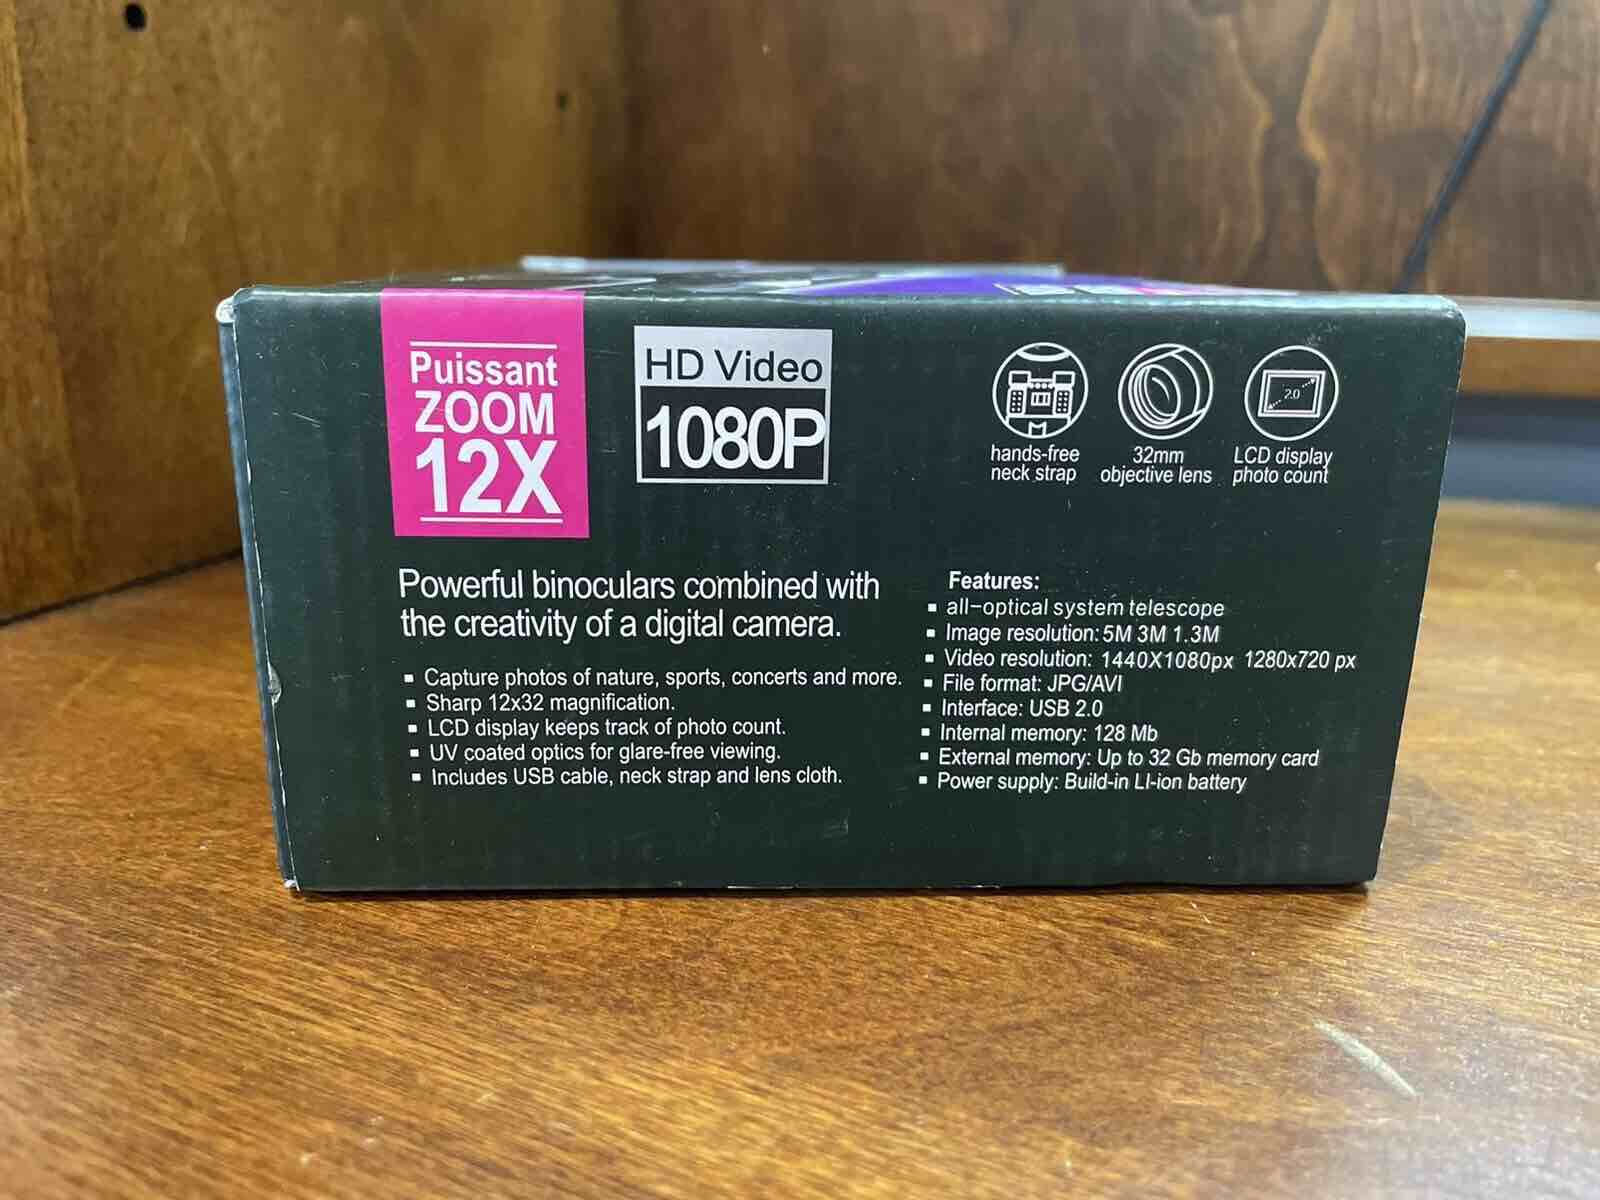 Puissant
ZOOM
12X
HD Video
1080P
2.0
hands-free
neck strap
32mm
objective lens
LCD display
photo count
Powerful binoculars combined with
the creativity of a digital camera.
▪ Capture photos of nature, sports, concerts and more.
▪ Sharp 12x32 magnification.
▪ LCD display keeps track of photo count.
▪ UV coated optics for glare-free viewing.
▪ Includes USB cable, neck strap and lens cloth.
Features:
▪ all-optical system telescope
▪ Image resolution: 5M 3M 1.3M
▪ Video resolution: 1440X1080px 1280x720 px
▪ File format: JPG/AVI
▪ Interface: USB 2.0
▪ Internal memory: 128 Mb
▪ External memory: Up to 32 Gb memory card
▪ Power supply: Build-in LI-ion battery